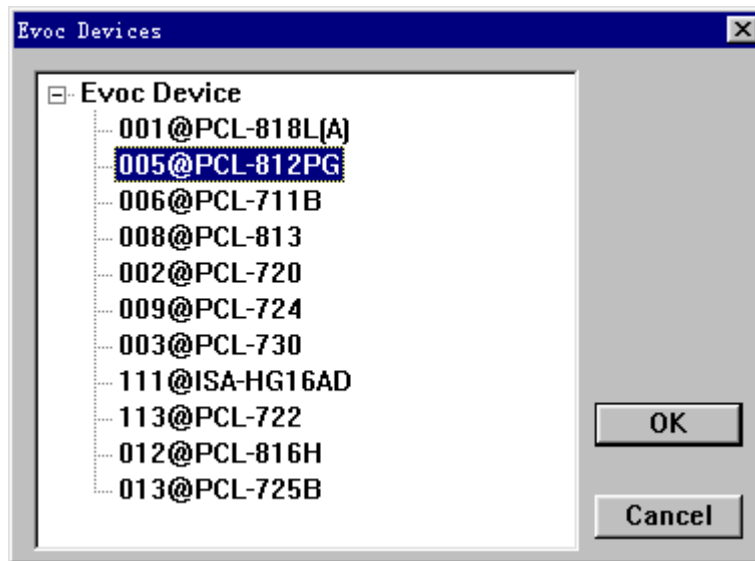 Evoc Devices
Evoc Device
001@PCL-818L(A)
005@PCL-812PG
006@PCL-711B
008@PCL-813
002@PCL-720
009@PCL-724
003@PCL-730
111@ISA-HG16AD
113@PCL-722
012@PCL-816H
013@PCL-725B
OK
Cancel